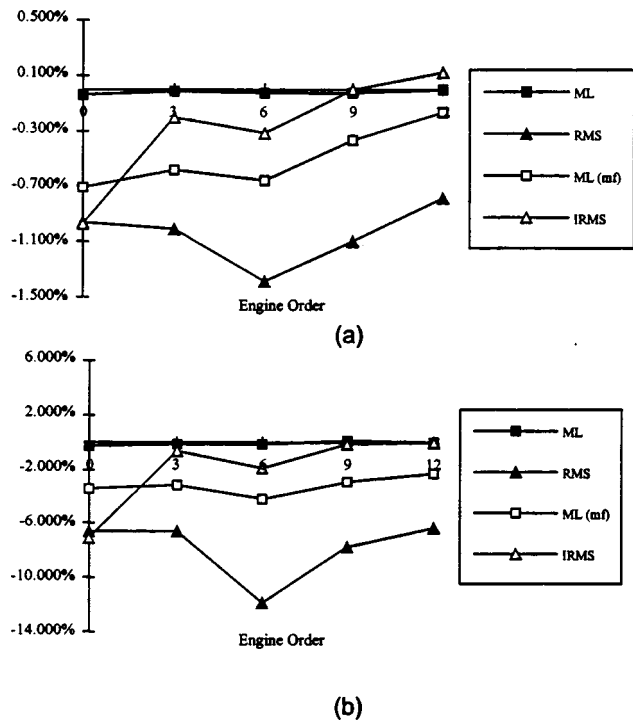 0.500%
0.100%
-0.300%
-0.700%
-1.100%
-1.500%
0 3 6 9
Engine Order
ML
RMS
ML (mf)
IRMS
(a)
6.000%
2.000%
-2.000%
-6.000%
-10.000%
-14.000%
0 3 6 9 12
Engine Order
ML
RMS
ML (mf)
IRMS
(b)